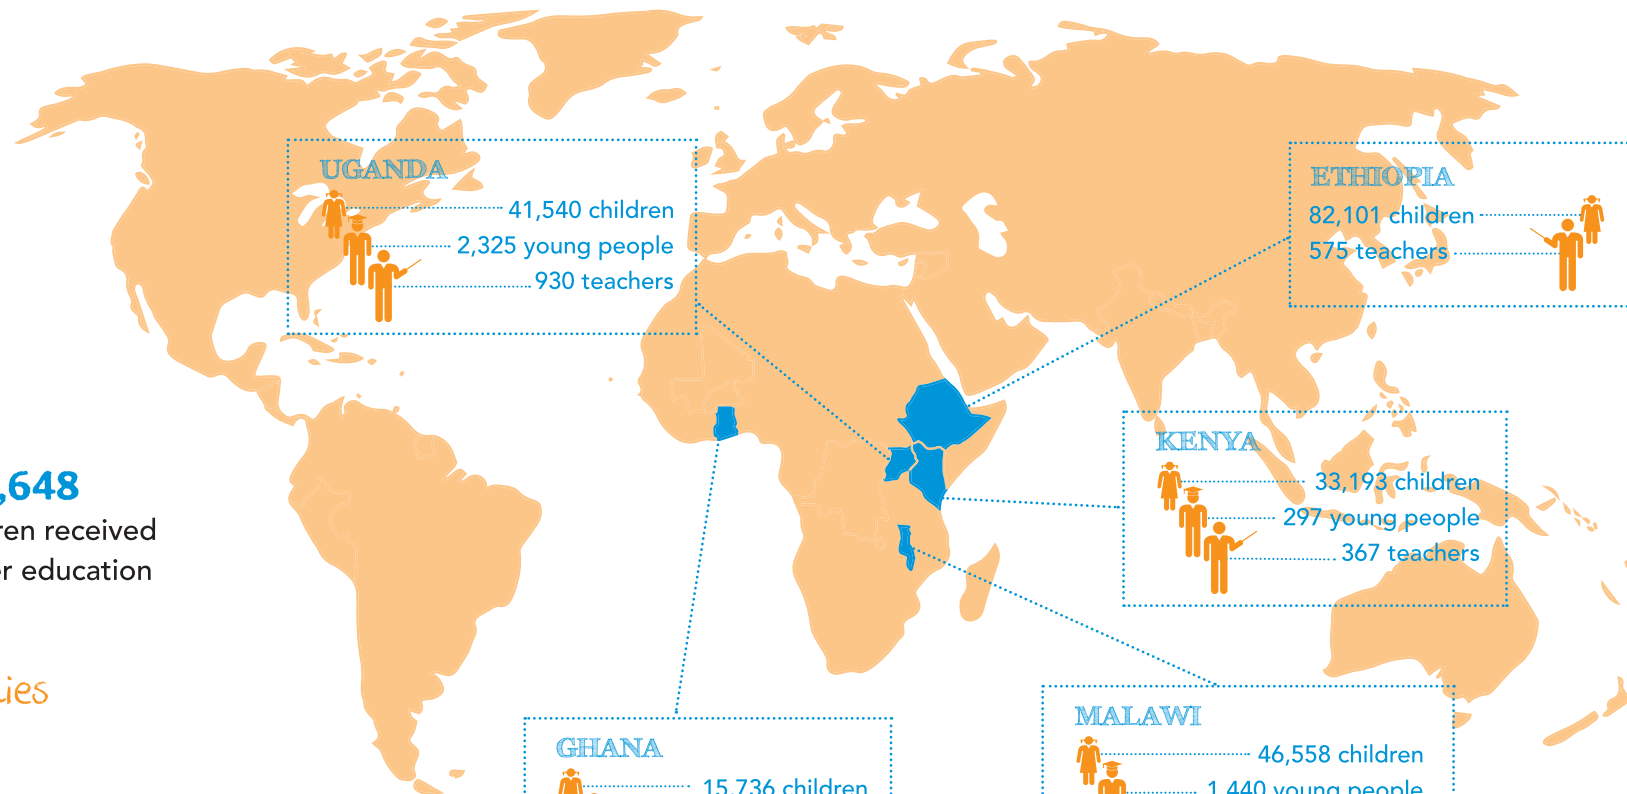 UGANDA
41,540 children
2,325 young people
930 teachers
ETHIOPIA
82,101 children
575 teachers
KENYA
33,193 children
297 young people
367 teachers
,648
ren received
er education
ies
GHANA
15,736 children
MALAWI
46,558 children
1,440 young people